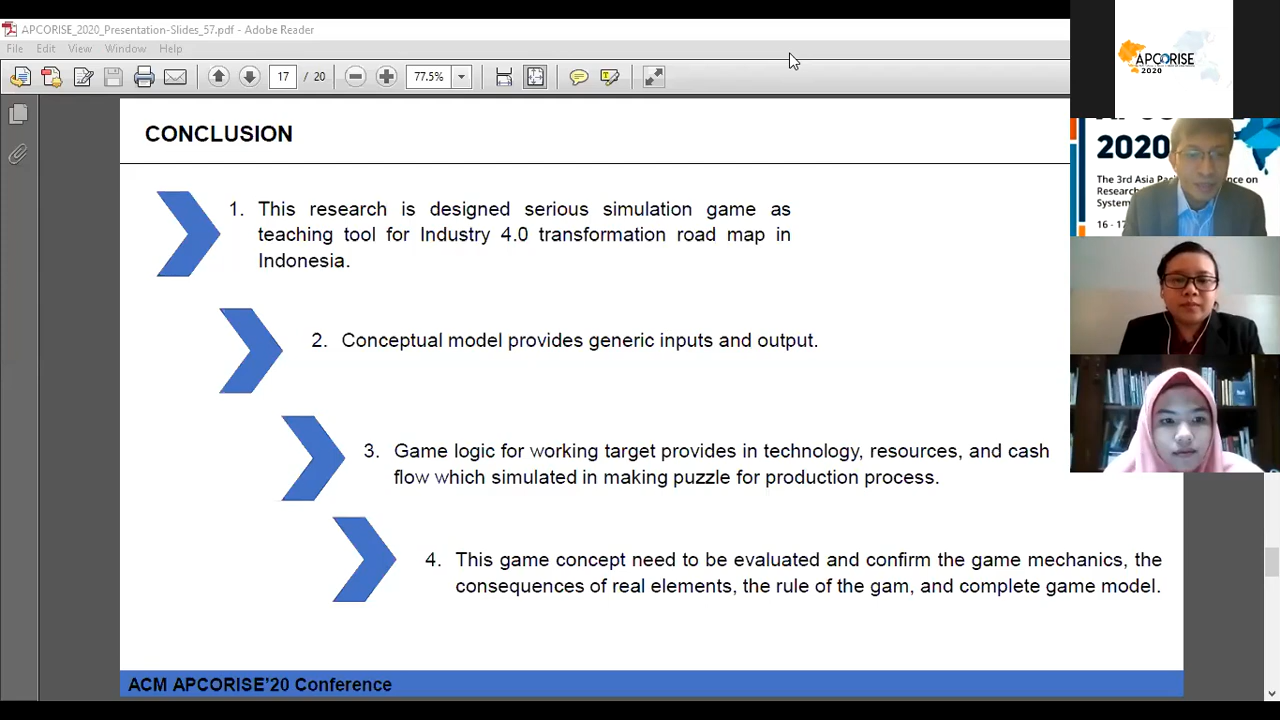 APCORISE_2020_Presentation-Slides_57.pdf - Adobe Reader
File Edit View Window Help
17 / 20 77.5%
CONCLUSION
1. This research is designed serious simulation game as
teaching tool for Industry 4.0 transformation road map in
Indonesia.
2. Conceptual model provides generic inputs and output.
3. Game logic for working target provides in technology, resources, and cash
flow which simulated in making puzzle for production process.
4. This game concept need to be evaluated and confirm the game mechanics, the
consequences of real elements, the rule of the gam, and complete game model.
ACM APCORISE'20 Conference
APCORISE
2020
2020
The 3rd Asia
on
Research
System
16 - 17